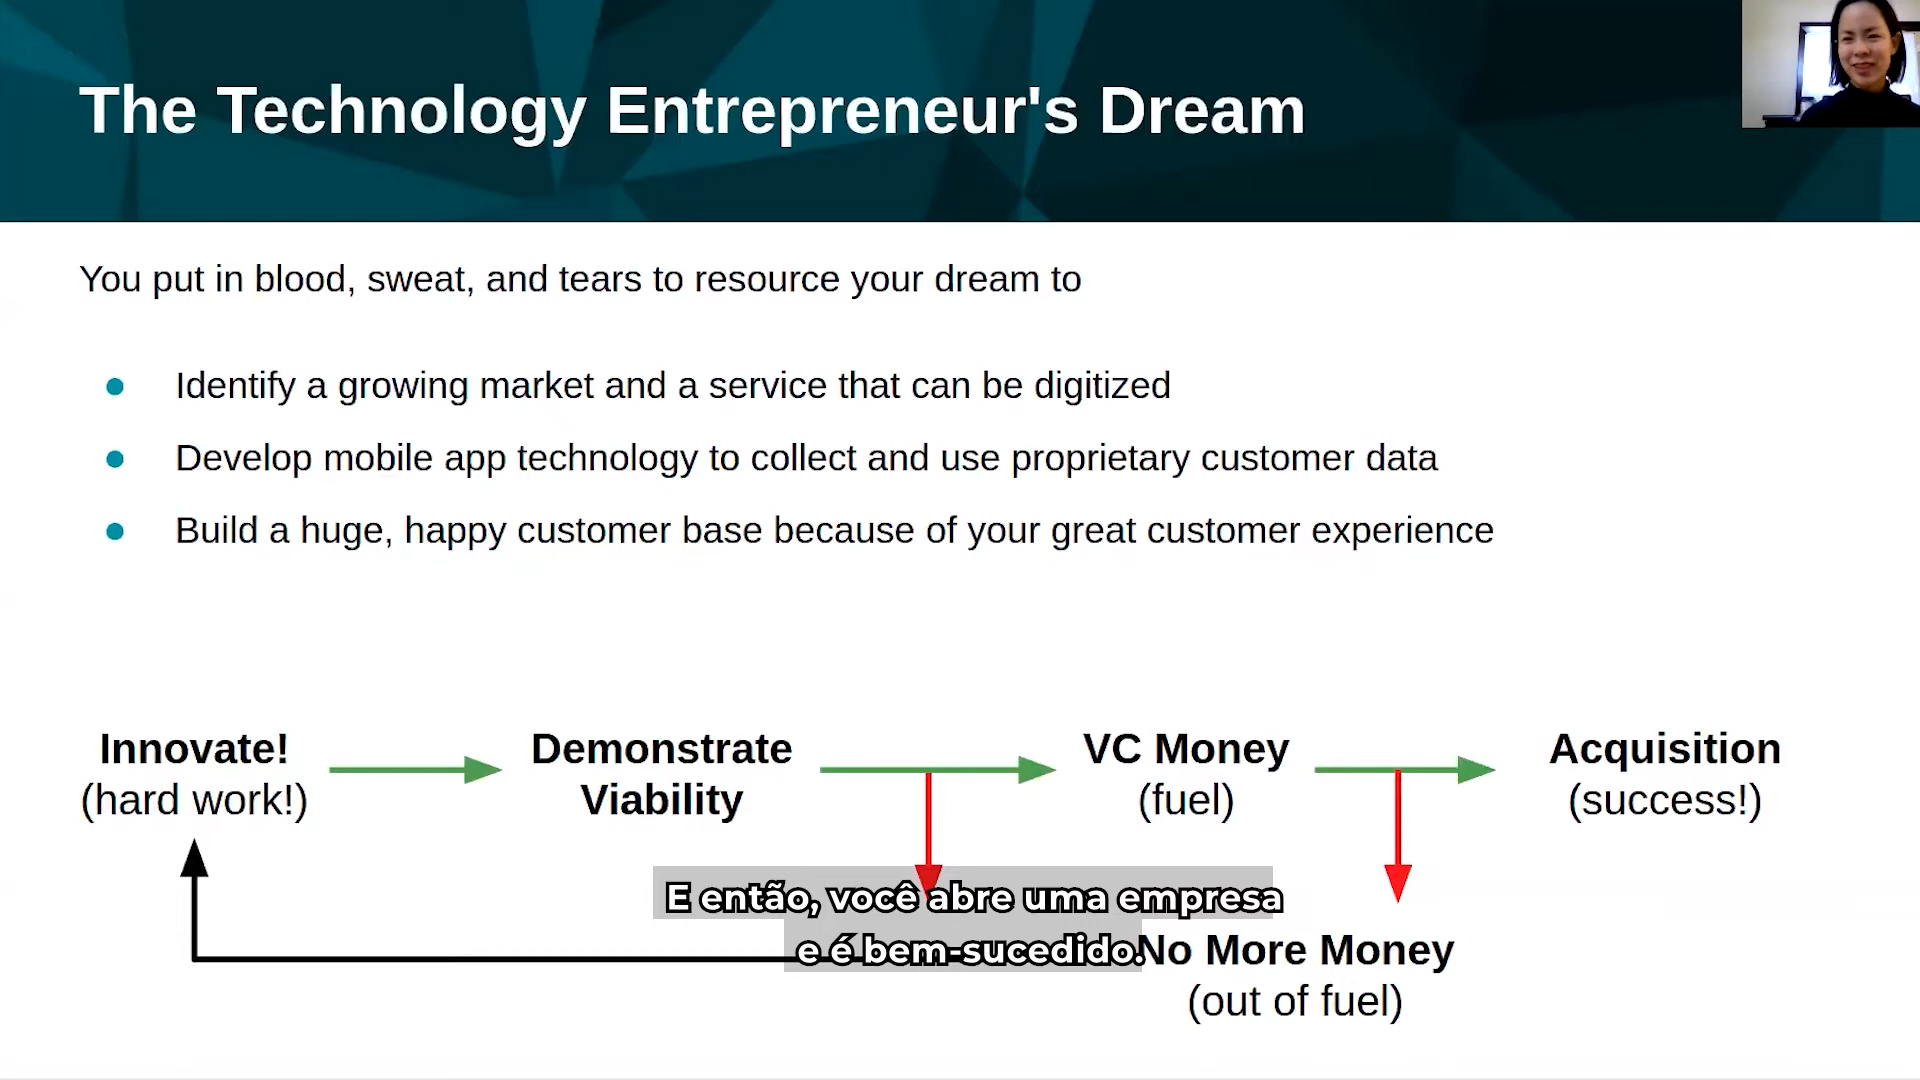 The Technology Entrepreneur's Dream
You put in blood, sweat, and tears to resource your dream to
Identify a growing market and a service that can be digitized
Develop mobile app technology to collect and use proprietary customer data
Build a huge, happy customer base because of your great customer experience
Innovate!
(hard work!)
Demonstrate
Viability
VC Money
(fuel)
Acquisition
(success!)
No More Money
(out of fuel)
E então, você abre uma empresa
e é bem-sucedido.